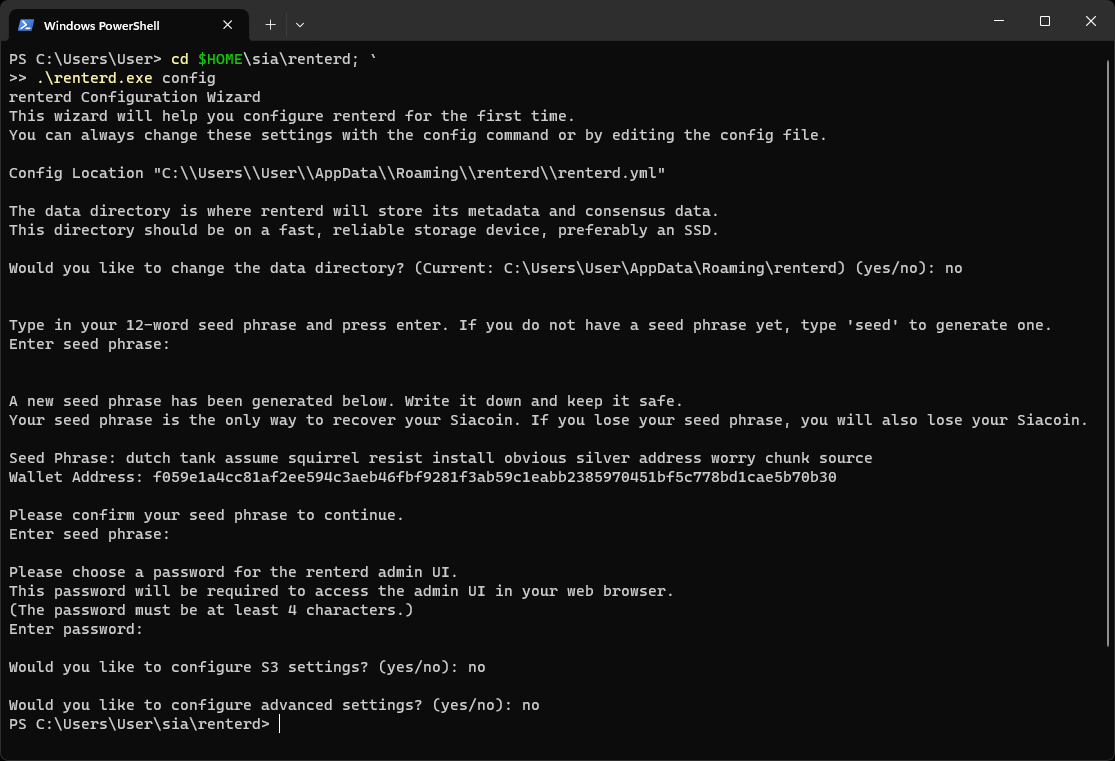 Windows PowerShell
PS C:\Users\User> cd $HOME\sia\renterd; `
>> .\renterd.exe config
renterd Configuration Wizard
This wizard will help you configure renterd for the first time.
You can always change these settings with the config command or by editing the config file.
Config Location "C:\\Users\\User\\AppData\\Roaming\\renterd\\renterd.yml"
The data directory is where renterd will store its metadata and consensus data.
This directory should be on a fast, reliable storage device, preferably an SSD.
Would you like to change the data directory? (Current: C:\Users\User\AppData\Roaming\renterd) (yes/no): no
Type in your 12-word seed phrase and press enter. If you do not have a seed phrase yet, type 'seed' to generate one.
Enter seed phrase:
A new seed phrase has been generated below. Write it down and keep it safe.
Your seed phrase is the only way to recover your Siacoin. If you lose your seed phrase, you will also lose your Siacoin.
Seed Phrase: dutch tank assume squirrel resist install obvious silver address worry chunk source
Wallet Address: f059e1a4cc81af2ee594c3aeb46fbf9281f3ab59c1eabb2385970451bf5c778bd1cae5b70b30
Please confirm your seed phrase to continue.
Enter seed phrase:
Please choose a password for the renterd admin UI.
This password will be required to access the admin UI in your web browser.
(The password must be at least 4 characters.)
Enter password:
Would you like to configure S3 settings? (yes/no): no
Would you like to configure advanced settings? (yes/no): no
PS C:\Users\User\sia\renterd>